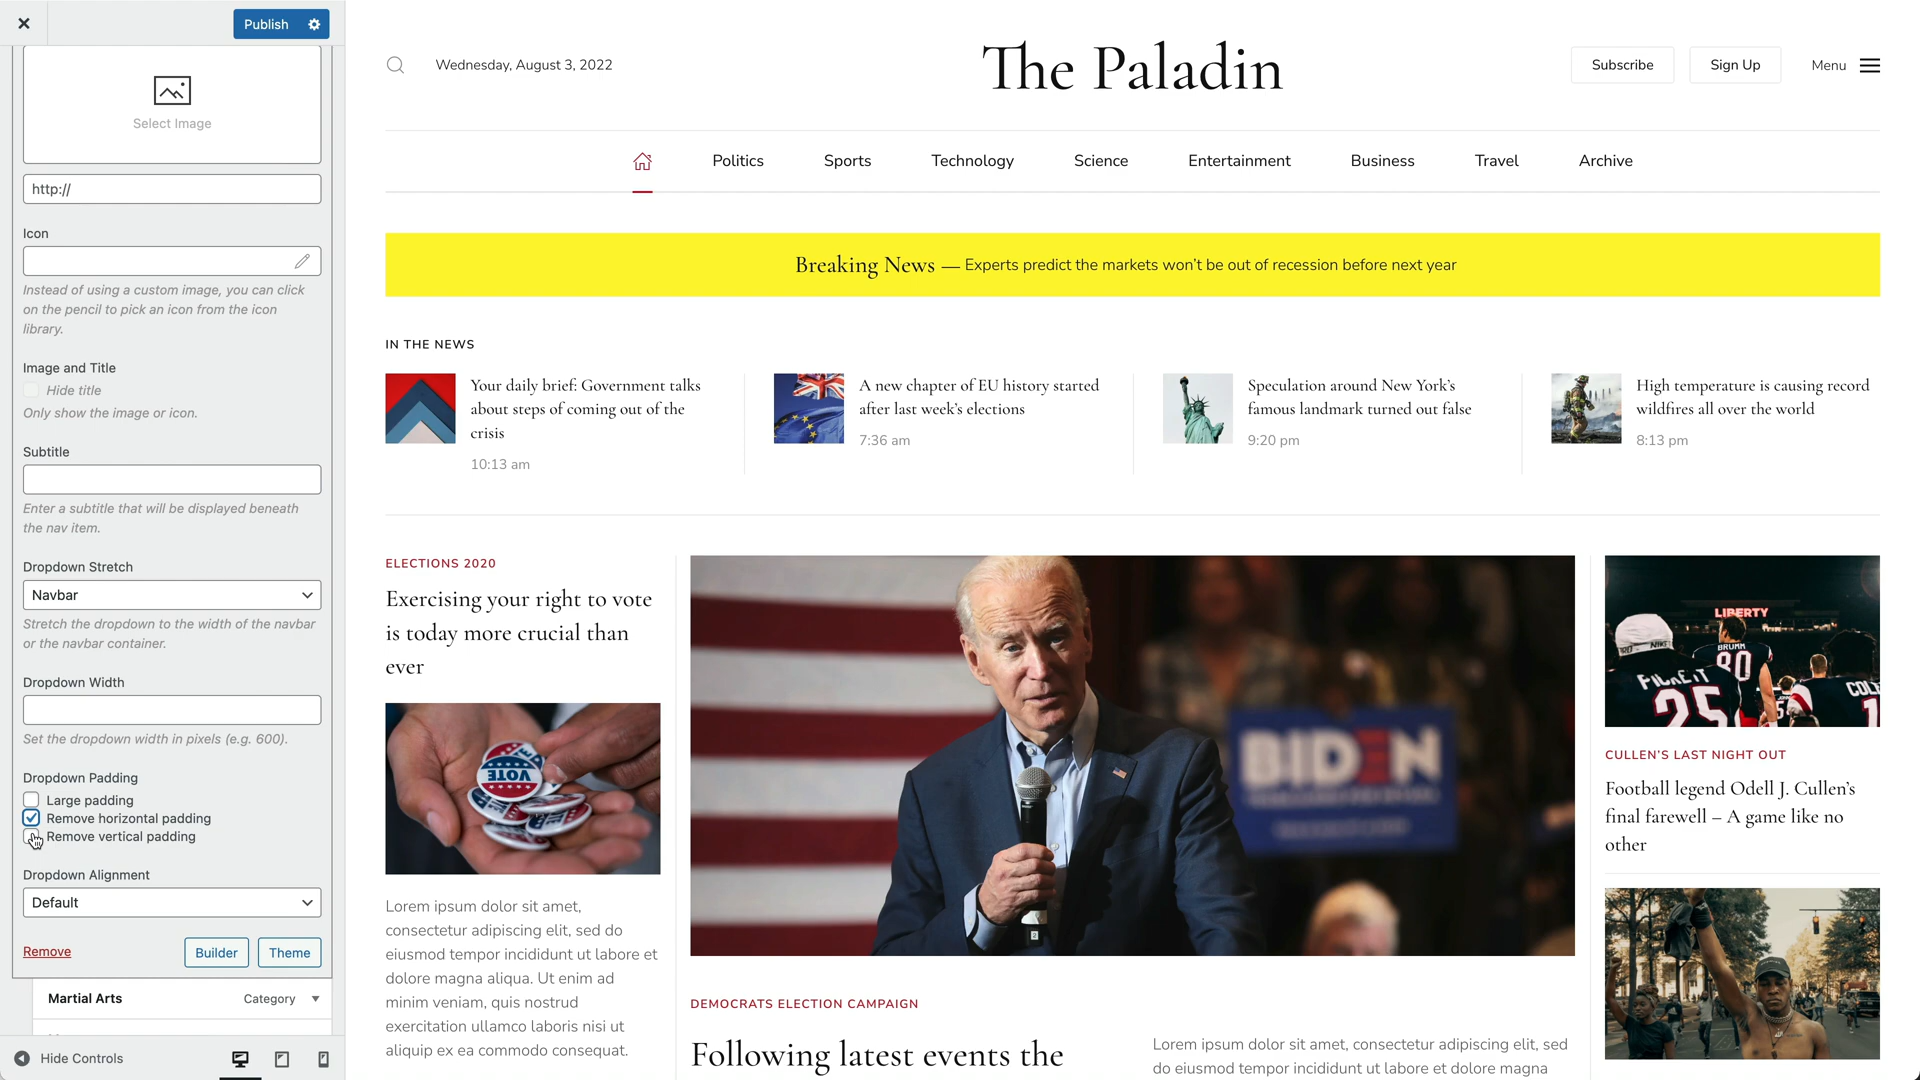 Publish
Select Image
http://
Icon
Instead of using a custom image, you can click
on the pencil to pick an icon from the icon
library.
Image and Title
Hide title
Only show the image or icon.
Subtitle
Enter a subtitle that will be displayed beneath
the nav item.
Dropdown Stretch
Navbar
Stretch the dropdown to the width of the navbar
or the navbar container.
Dropdown Width
Set the dropdown width in pixels (e.g. 600).
Dropdown Padding
Large padding
Remove horizontal padding
Remove vertical padding
Dropdown Alignment
Default
Remove Builder Theme
Martial Arts Category
Hide Controls
Wednesday, August 3, 2022
The Paladin
Subscribe Sign Up Menu
Politics Sports Technology Science Entertainment Business Travel Archive
Breaking News — Experts predict the markets won't be out of recession before next year
IN THE NEWS
Your daily brief: Government talks
about steps of coming out of the
crisis
10:13 am
A new chapter of EU history started
after last week's elections
7:36 am
Speculation around New York's
famous landmark turned out false
9:20 pm
High temperature is causing record
wildfires all over the world
8:13 pm
ELECTIONS 2020
Exercising your right to vote
is today more crucial than
ever
VOTE
Lorem ipsum dolor sit amet,
consectetur adipiscing elit, sed do
eiusmod tempor incididunt ut labore et
dolore magna aliqua. Ut enim ad
minim veniam, quis nostrud
exercitation ullamco laboris nisi ut
aliquip ex ea commodo consequat.
BIDEN
DEMOCRATS ELECTION CAMPAIGN
Following latest events the
Lorem ipsum dolor sit amet, consectetur adipiscing elit, sed
do eiusmod tempor incididunt ut labore et dolore magna
LIBERTY
BRUMM
80
PICKETT
25
CULLEN'S LAST NIGHT OUT
Football legend Odell J. Cullen's
final farewell – A game like no
other